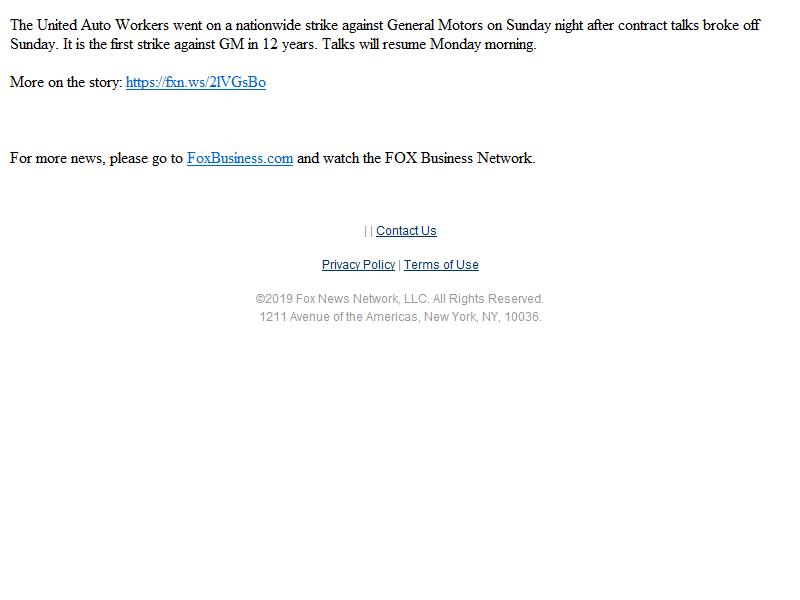 The United Auto Workers went on a nationwide strike against General Motors on Sunday night after contract talks broke off
Sunday. It is the first strike against GM in 12 years. Talks will resume Monday morning.
More on the story: https://fxn.ws/2lVGsBo
For more news, please go to FoxBusiness.com and watch the FOX Business Network.
| | Contact Us
Privacy Policy | Terms of Use
©2019 Fox News Network, LLC. All Rights Reserved.
1211 Avenue of the Americas, New York, NY, 10036.